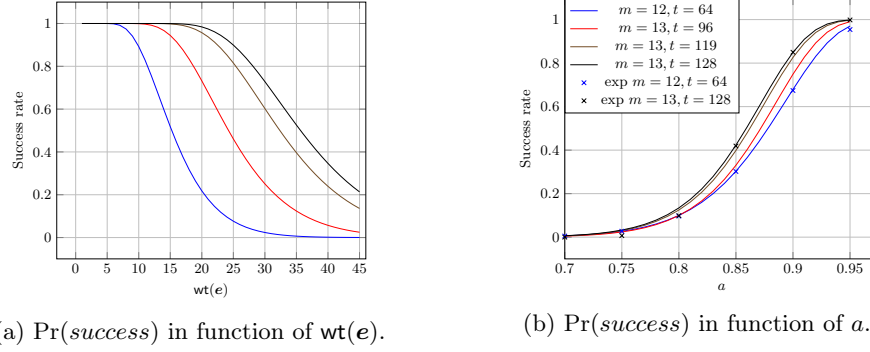 1
0.8
0.6
0.4
0.2
0
Success rate
0 5 10 15 20 25 30 35 40 45
wt(e)
a) Pr(success) in function of wt(e).
m = 12, t = 64
m = 13, t = 96
m = 13, t = 119
m = 13, t = 128
exp m = 12, t = 64
exp m = 13, t = 128
1
0.8
0.6
0.4
0.2
0
Success rate
0.7 0.75 0.8 0.85 0.9 0.95
a
(b) Pr(success) in function of a.